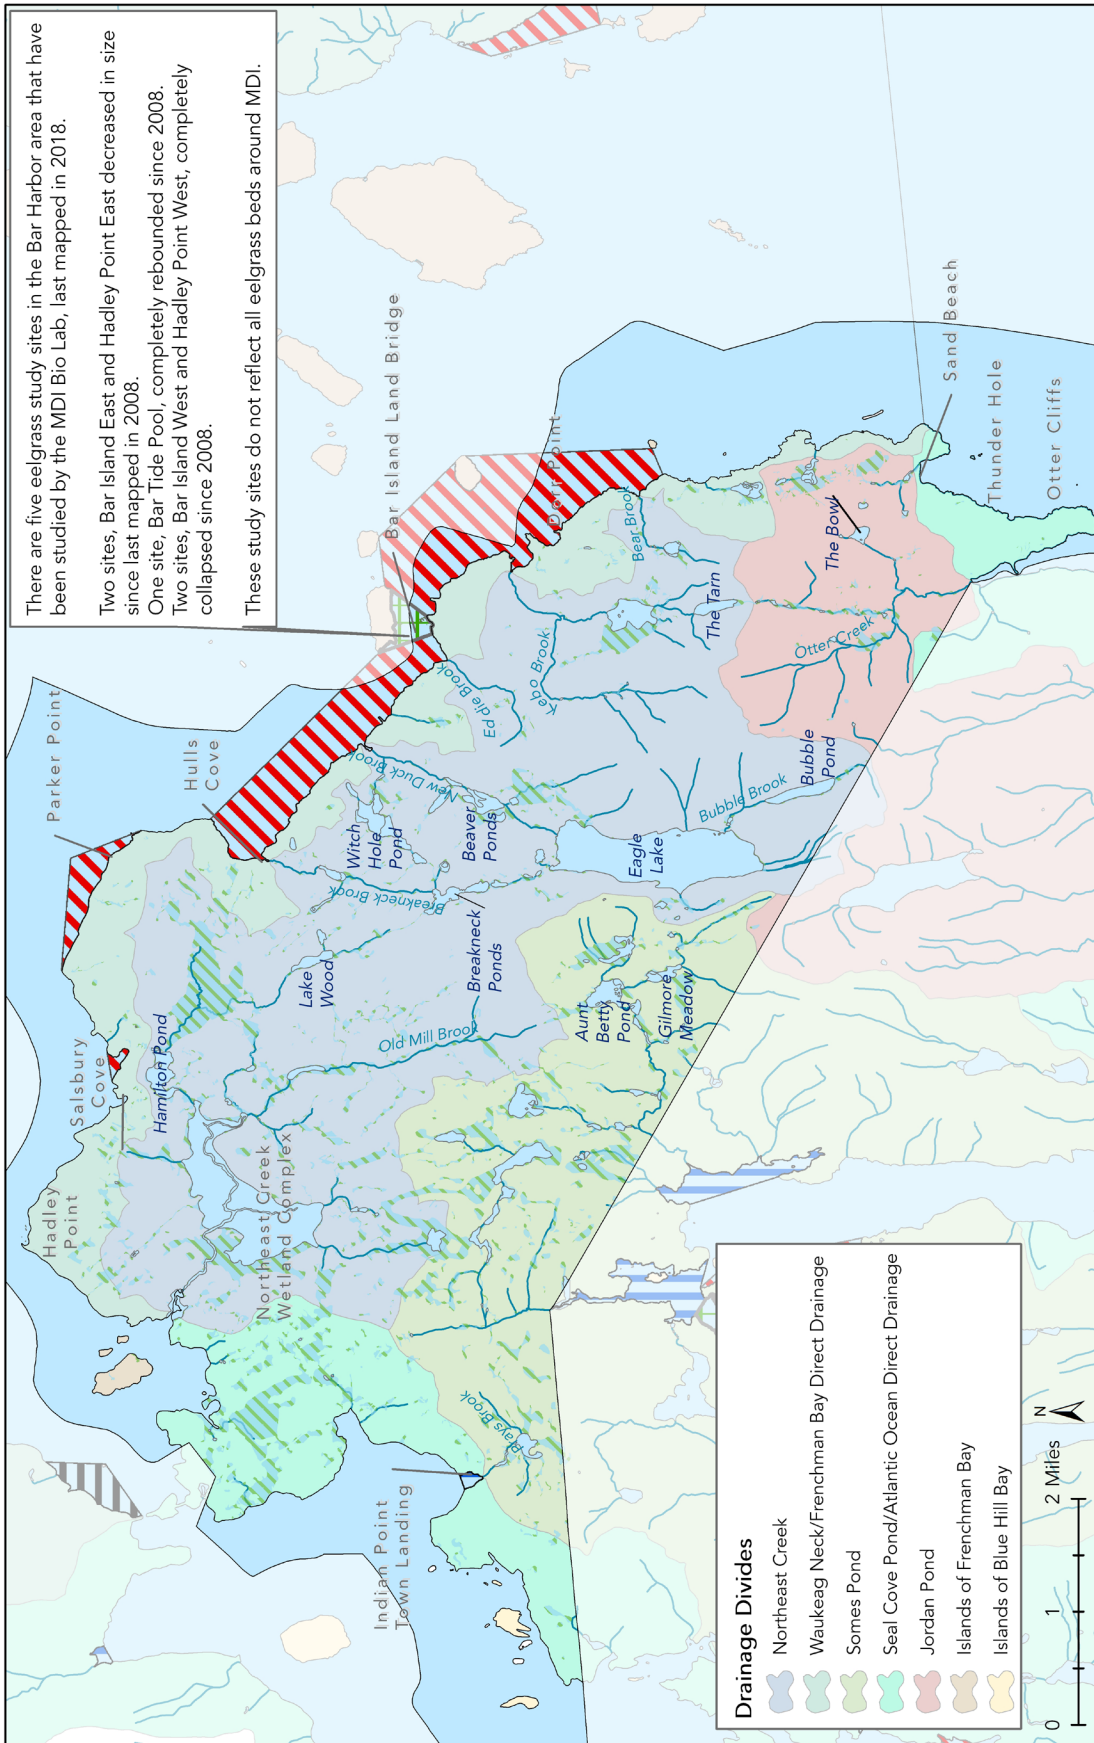 There are five eelgrass study sites in the Bar Harbor area that have
been studied by the MDI Bio Lab, last mapped in 2018.
Two sites, Bar Island East and Hadley Point East decreased in size
since last mapped in 2008.
One site, Bar Tide Pool, completely rebounded since 2008.
Two sites, Bar Island West and Hadley Point West, completely
collapsed since 2008.
These study sites do not reflect all eelgrass beds around MDI.
Hadley
Point
Salsbury
Cove
Parker Point
Hamilton Pond
Hulls
Cove
Northeast Creek
Wetland Complex
Lake
Wood
Witch
Hole
Pond
New Duck Brook
Breakneck Brook
Bar Island Land Bridge
Indian Point
Town Landing
Old Mill Brook
Breakneck
Ponds
Beaver
Ponds
Eddie Brook
Kebo Brook
Dorr Point
Bear Brook
Prays Brook
Aunt
Betty
Pond
Gilmore
Meadow
Eagle
Lake
Bubble Brook
Bubble
Pond
The Tarn
Otter Creek
The Bowl
Sand Beach
Thunder Hole
Otter Cliffs
Drainage Divides
Northeast Creek
Waukeag Neck/Frenchman Bay Direct Drainage
Somes Pond
Seal Cove Pond/Atlantic Ocean Direct Drainage
Jordan Pond
Islands of Frenchman Bay
Islands of Blue Hill Bay
0 1 2 Miles
N